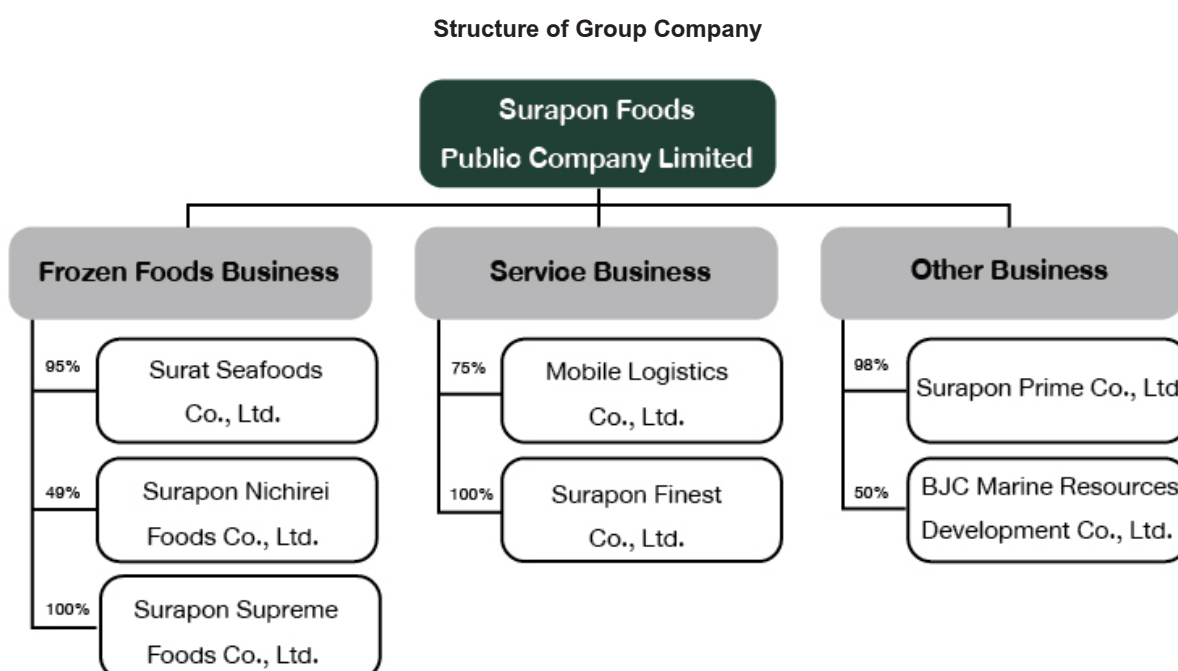 Structure of Group Company
Surapon Foods
Public Company Limited
Frozen Foods Business
Service Business
Other Business
95%
Surat Seafoods
Co., Ltd.
49%
Surapon Nichirei
Foods Co., Ltd.
100%
Surapon Supreme
Foods Co., Ltd.
75%
Mobile Logistics
Co., Ltd.
100%
Surapon Finest
Co., Ltd.
98%
Surapon Prime Co., Ltd
50%
BJC Marine Resources
Development Co., Ltd.